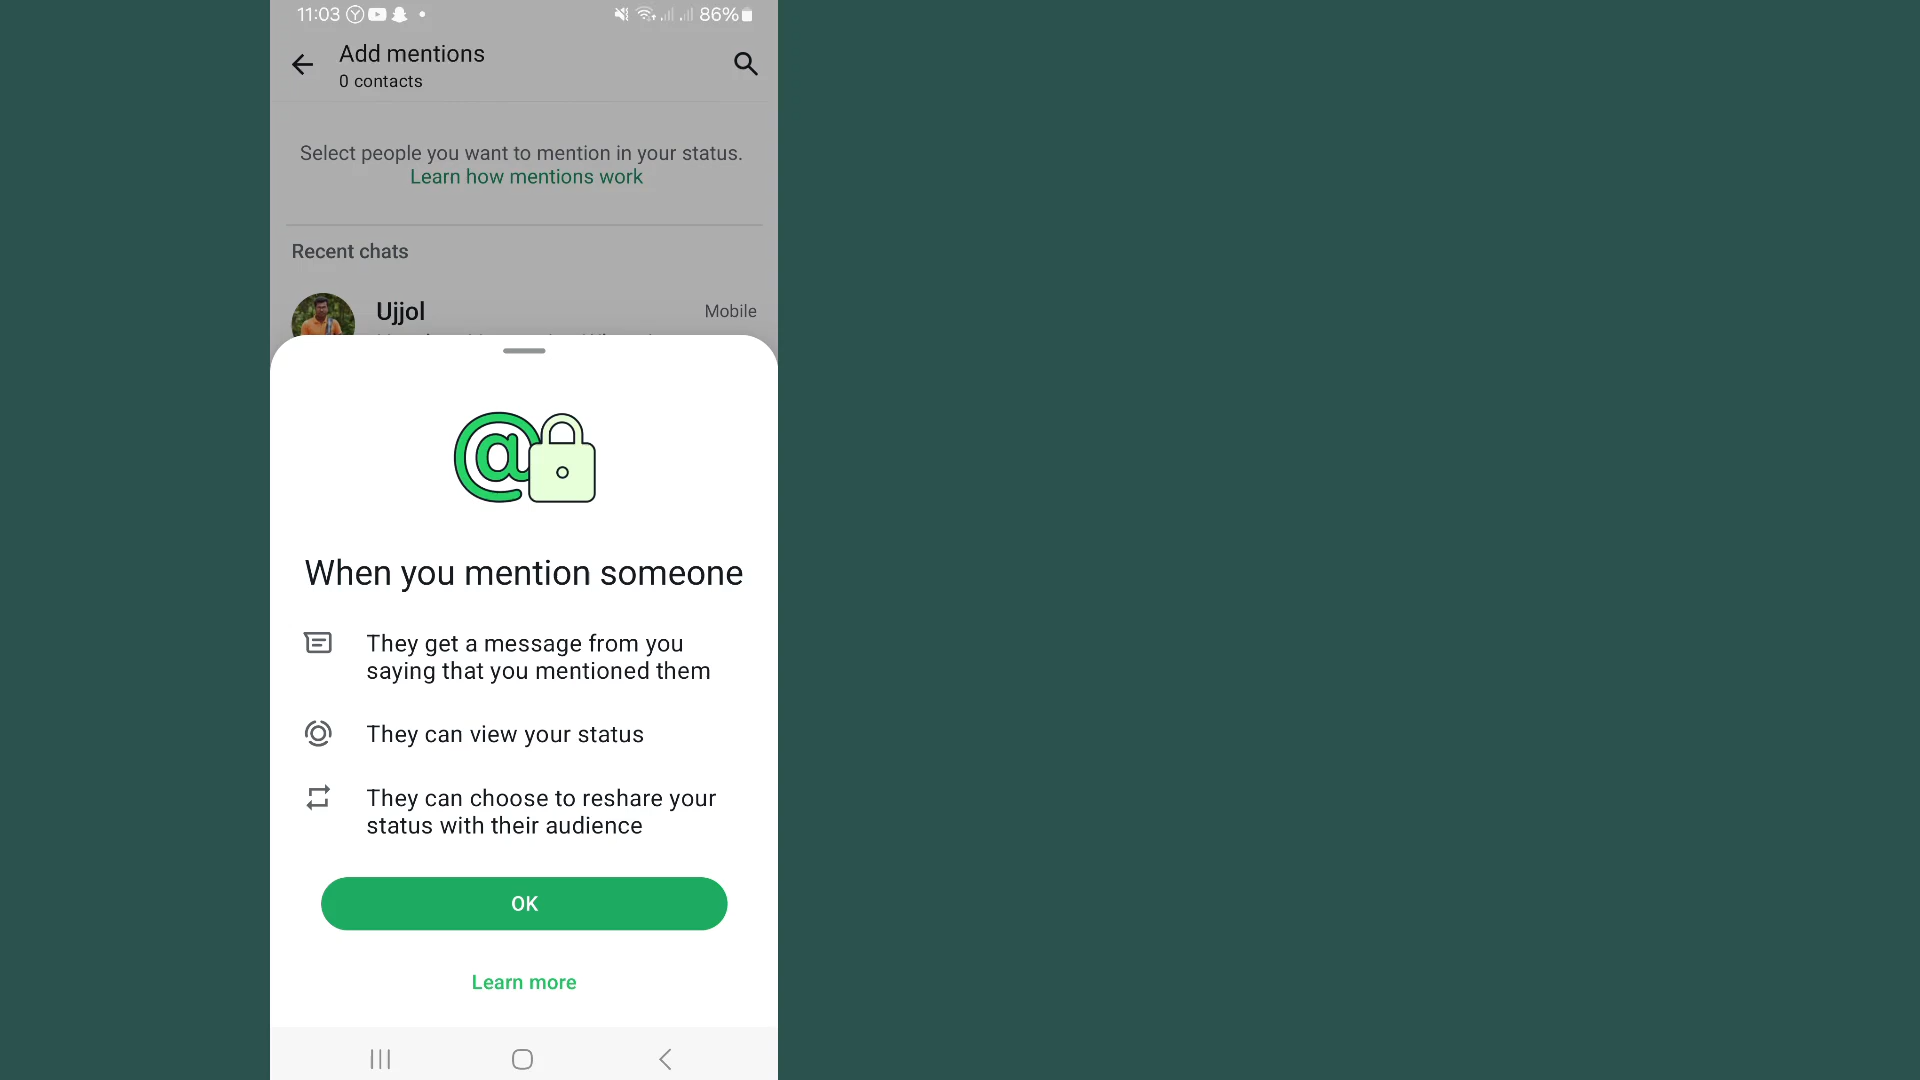 11:03
86%
Add mentions
0 contacts
Select people you want to mention in your status.
Learn how mentions work
Recent chats
Ujjol
Mobile
@
When you mention someone
They get a message from you
saying that you mentioned them
They can view your status
They can choose to reshare your
status with their audience
OK
Learn more